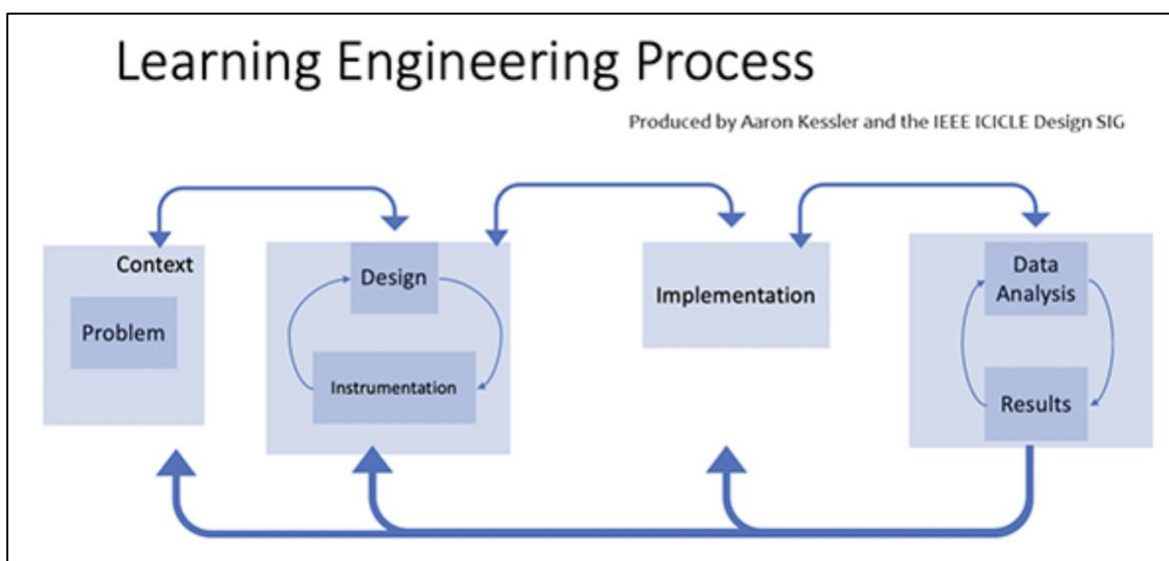 Learning Engineering Process
Produced by Aaron Kessler and the IEEE ICICLE Design SIG
Context
Problem
Design
Instrumentation
Implementation
Data
Analysis
Results